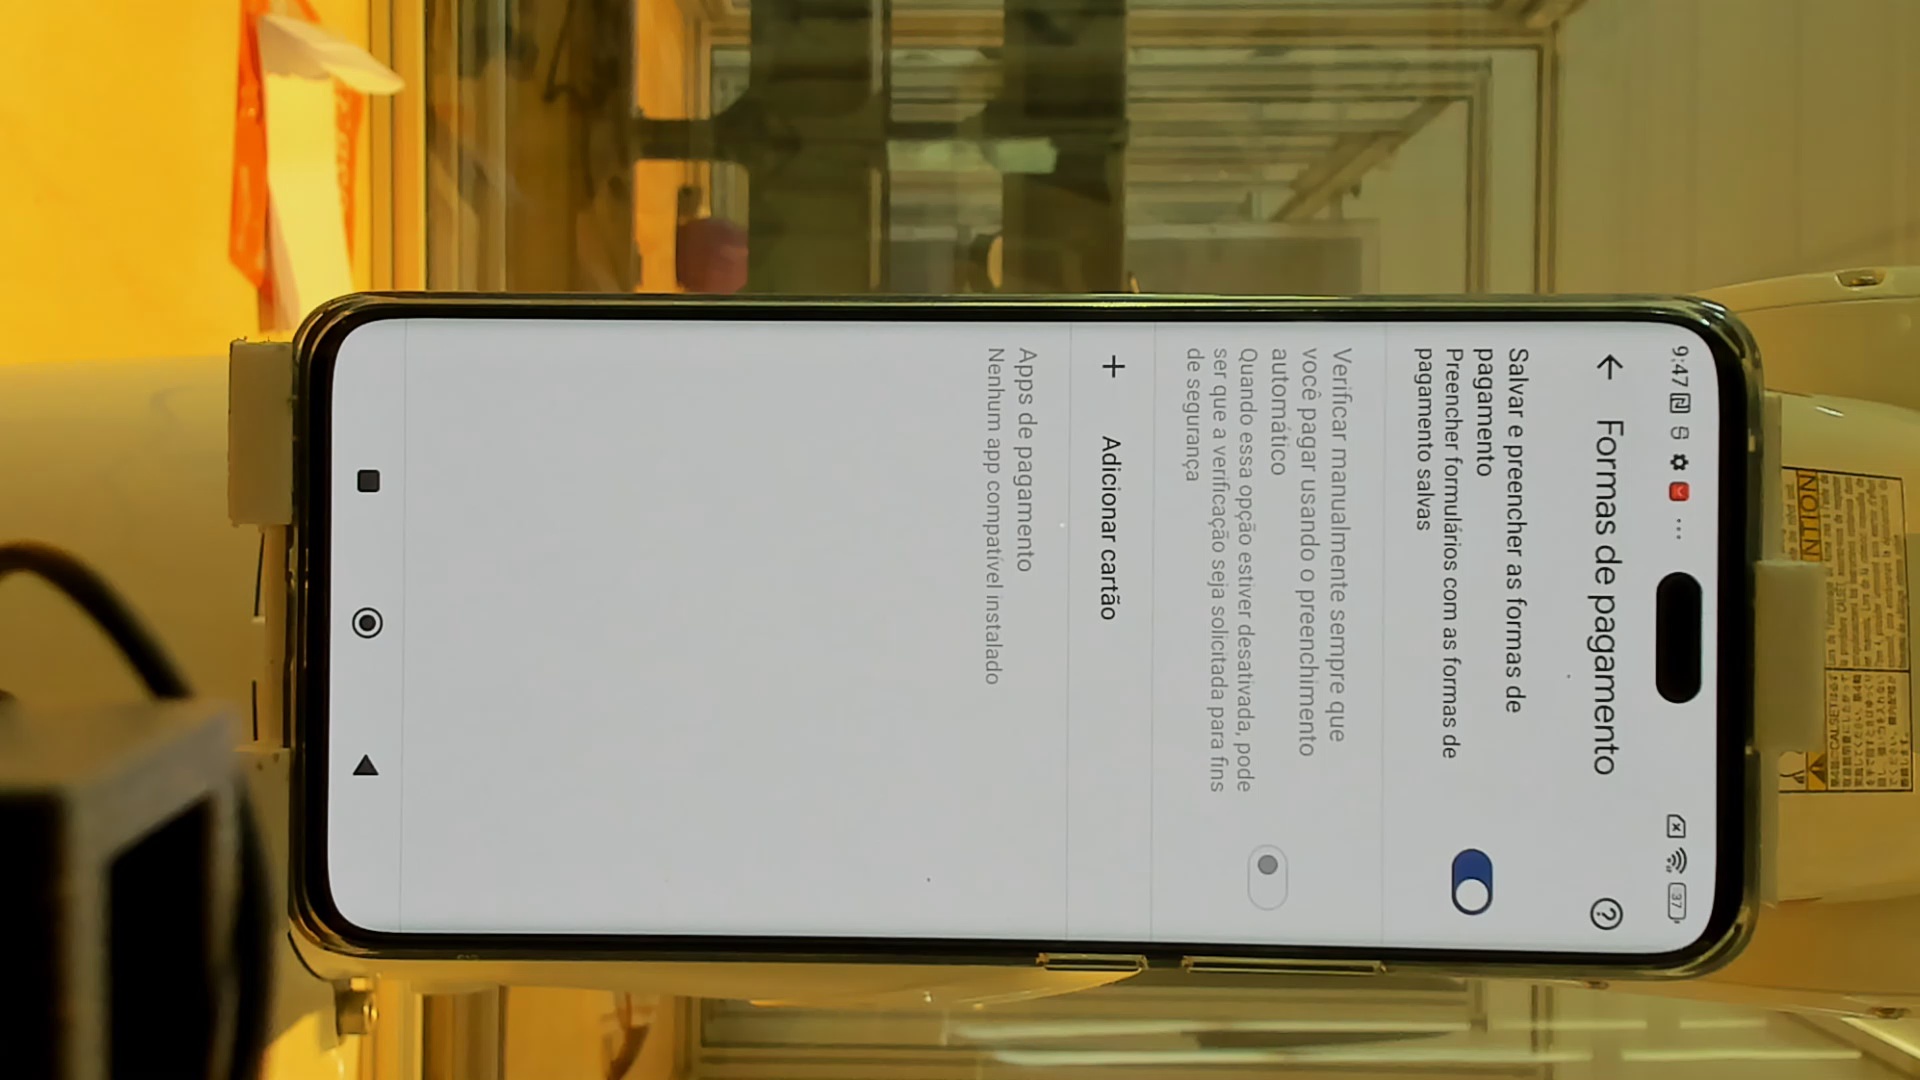 9:47
37
Formas de pagamento
Salvar e preencher as formas de
pagamento
Preencher formulários com as formas de
pagamento salvas
Verificar manualmente sempre que
você pagar usando o preenchimento
automático
Quando essa opção estiver desativada, pode
ser que a verificação seja solicitada para fins
de segurança
+ Adicionar cartão
Apps de pagamento
Nenhum app compatível instalado